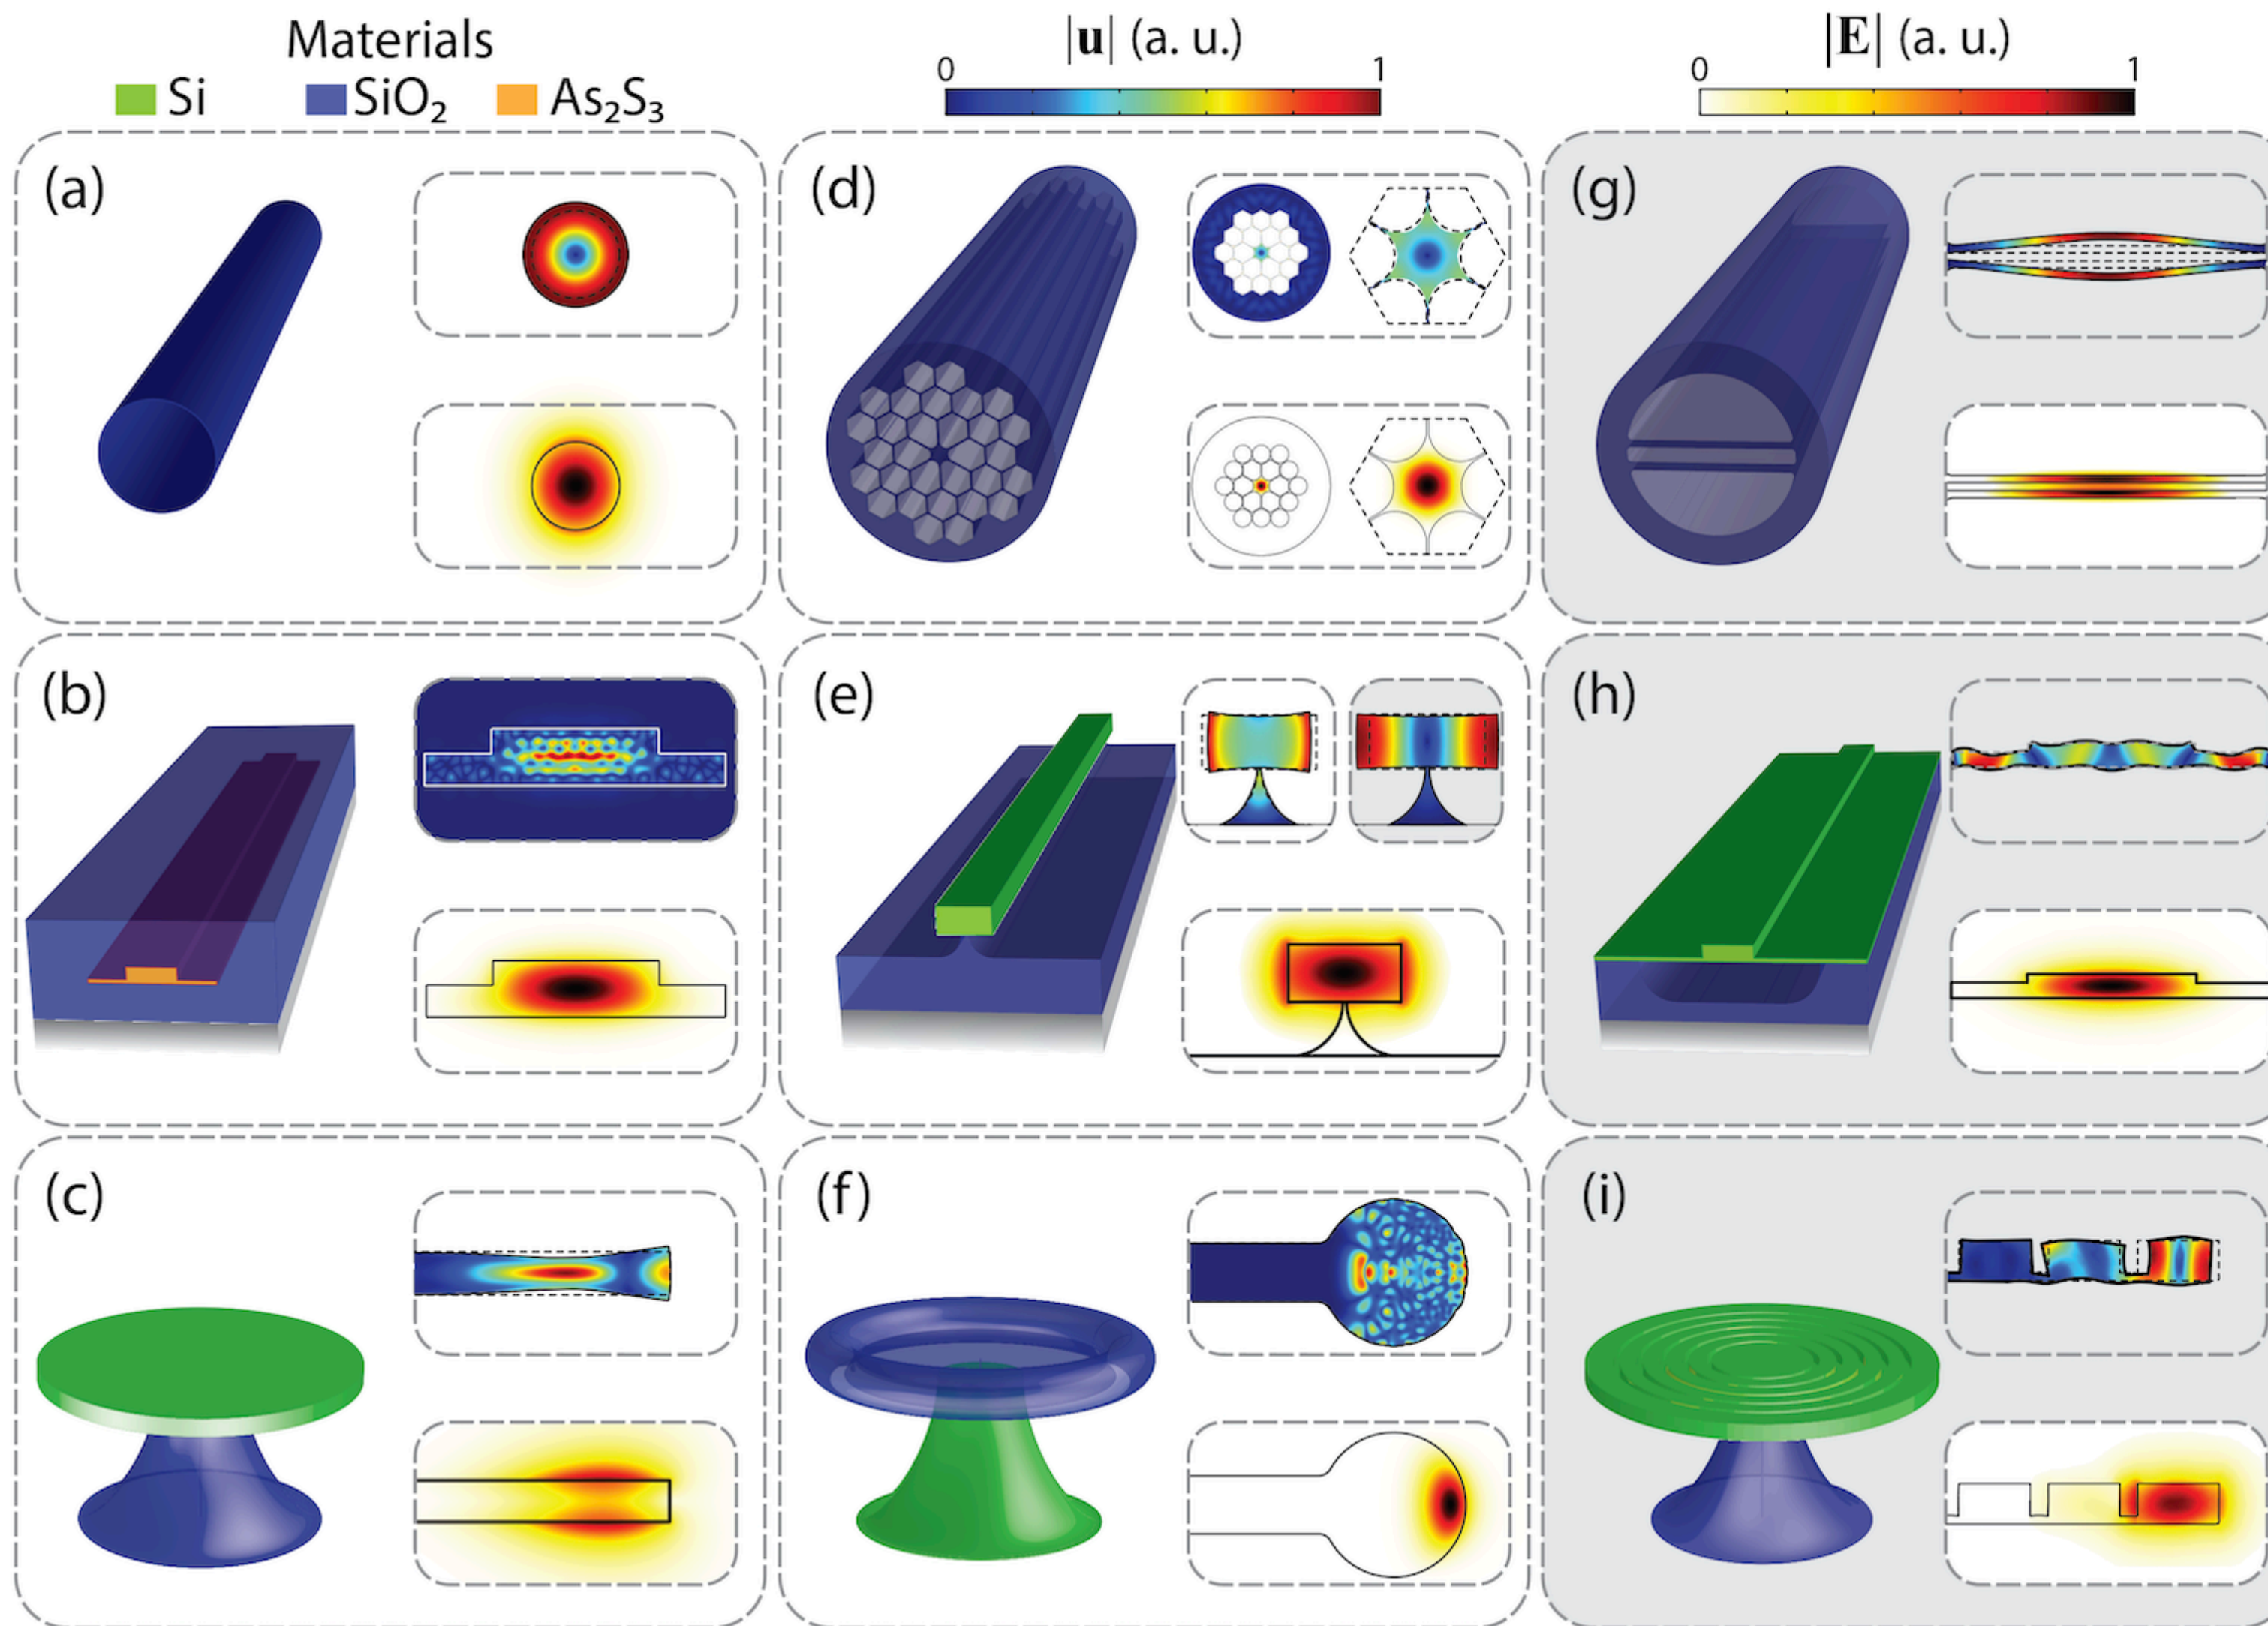 Materials
Si SiO₂ As₂S₃
|u| (a. u.)
0 1
|E| (a. u.)
0 1
(a)
(d)
(g)
(b)
(e)
(h)
(c)
(f)
(i)